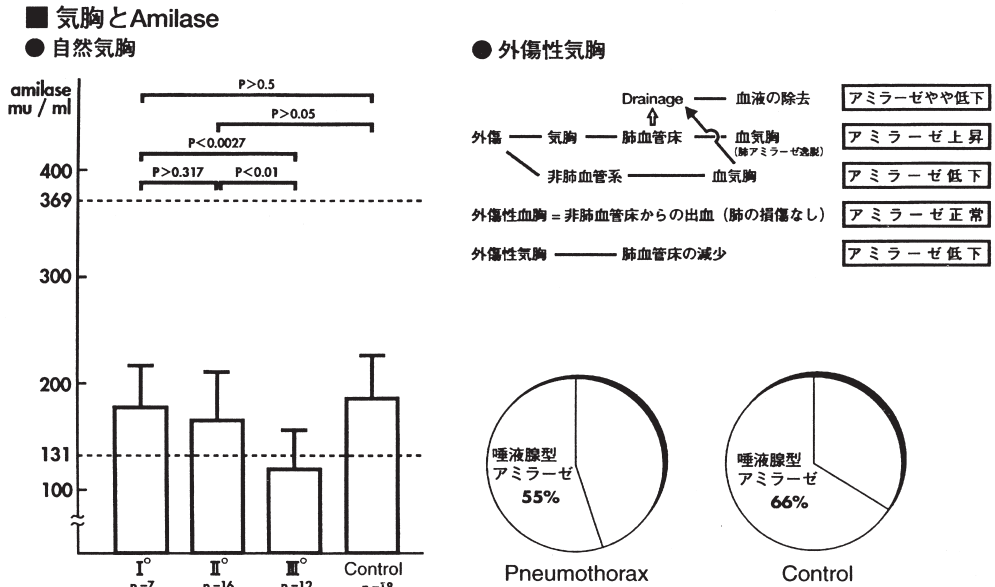 ■ 気胸とAmilase
● 自然気胸
amilase
mu / ml
P>0.5
P>0.05
P<0.0027
P>0.317
P<0.01
400
369
300
200
131
100
I°
II°
III°
Control
n=7
n=16
n=12
n=18
● 外傷性気胸
Drainage 血液の除去 アミラーゼやや低下
外傷 気胸 肺血管床 血気胸 アミラーゼ上昇
(肺アミラーゼ逸脱)
非肺血管系 血気胸 アミラーゼ低下
外傷性血胸=非肺血管床からの出血(肺の損傷なし) アミラーゼ正常
外傷性気胸 肺血管床の減少 アミラーゼ低下
唾液腺型
アミラーゼ
55%
Pneumothorax
唾液腺型
アミラーゼ
66%
Control